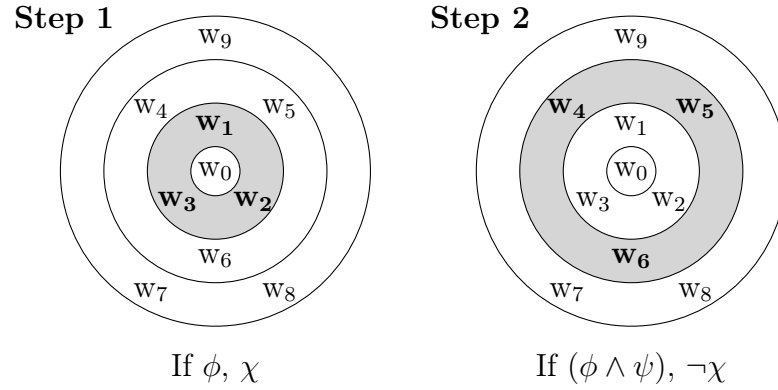 Step 1
w₉
w₄ w₅
w₁
w₀
w₃ w₂
w₆
w₇ w₈
If ϕ, χ
Step 2
w₉
w₄ w₅
w₁
w₀
w₃ w₂
w₆
w₇ w₈
If (ϕ ∧ ψ), ¬χ